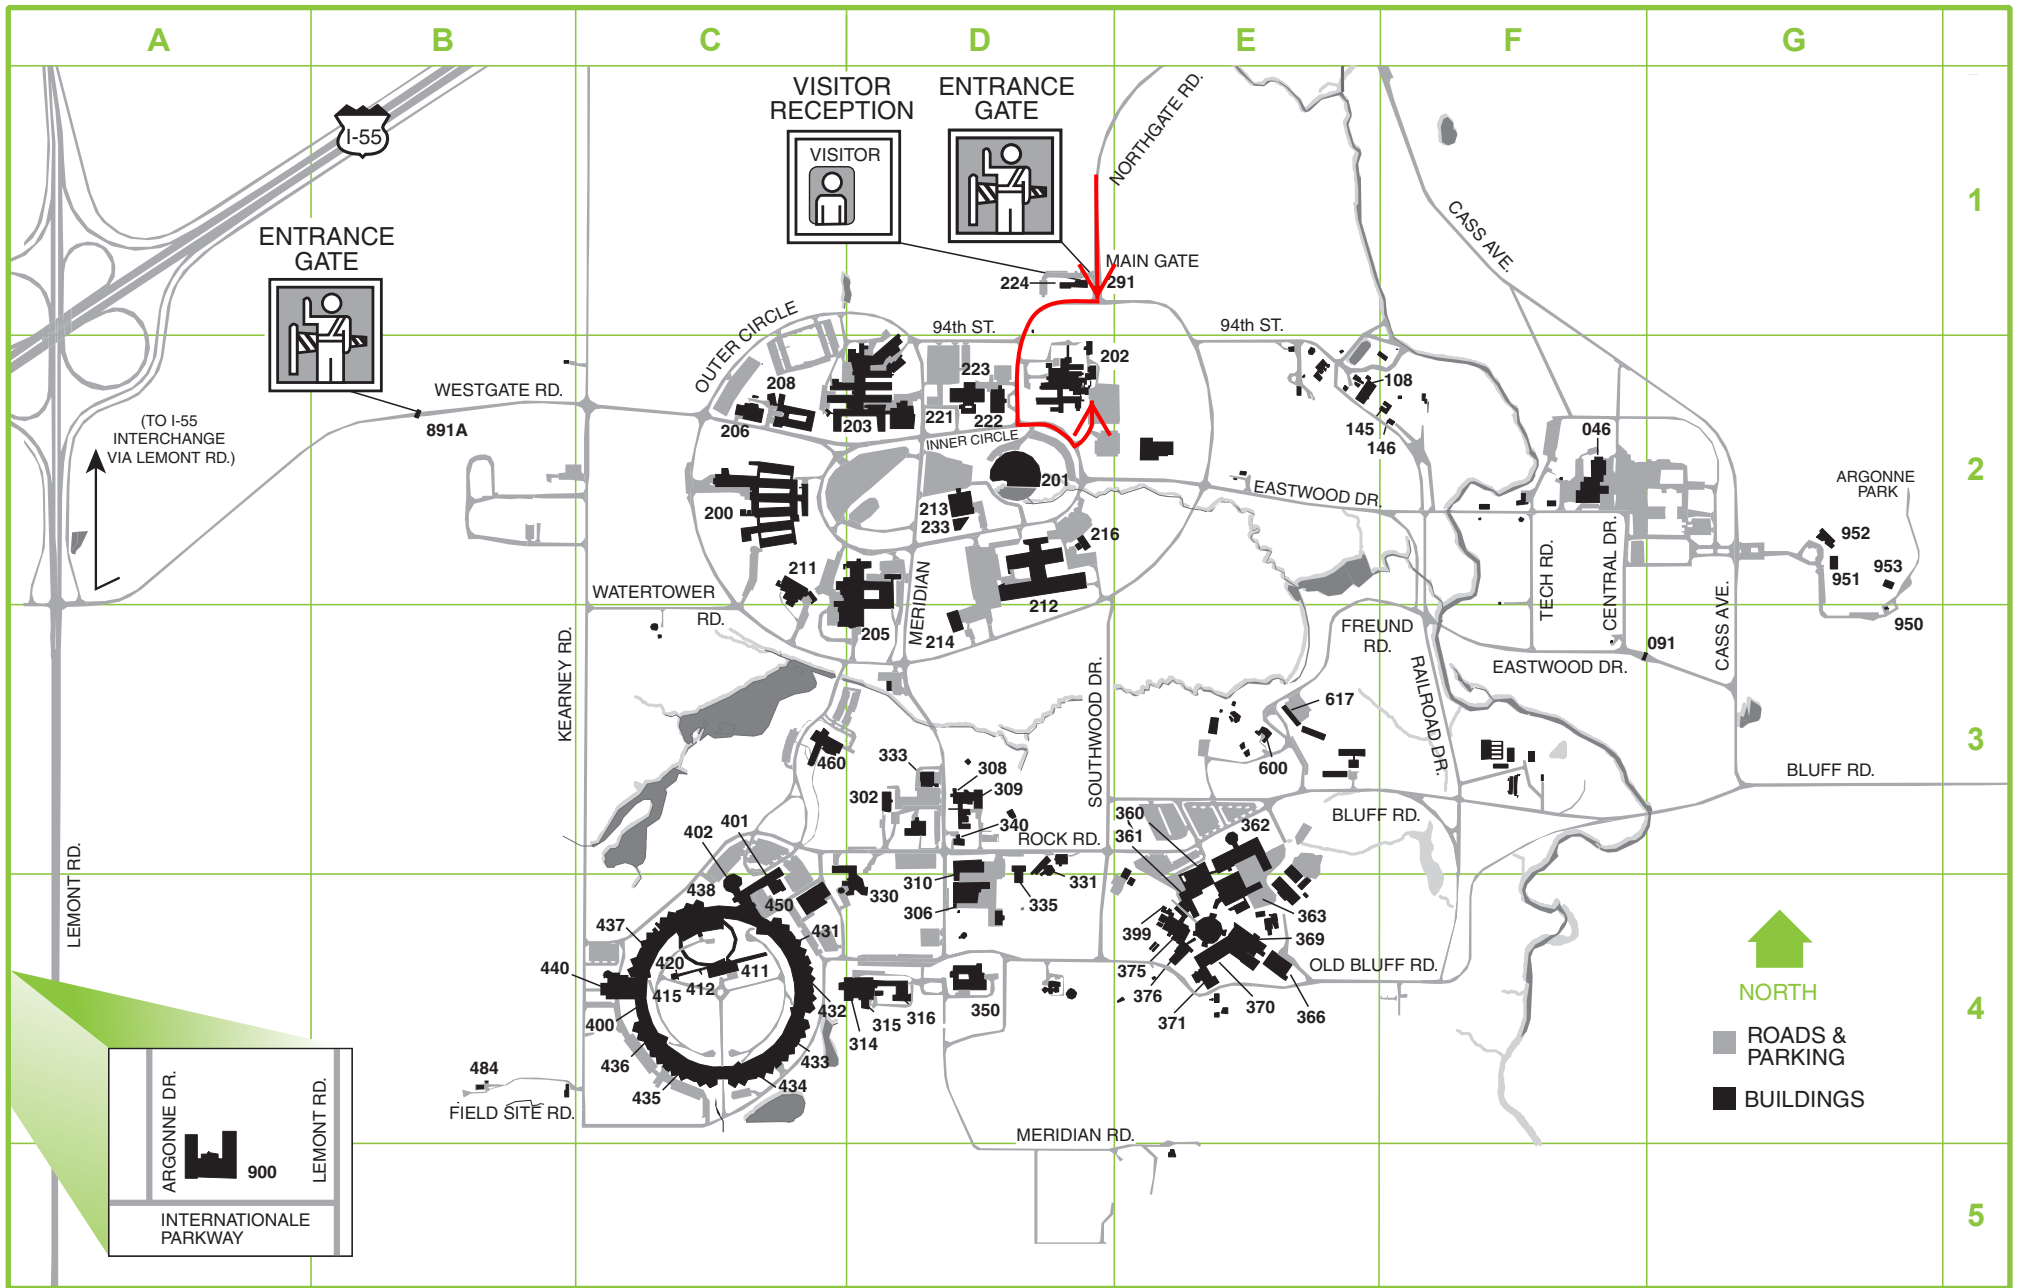 A
B
C
D
E
F
G
1
2
3
4
5
I-55
VISITOR
RECEPTION
VISITOR
ENTRANCE
GATE
NORTHGATE RD.
CASS AVE.
MAIN GATE
291
224
ENTRANCE
GATE
OUTER CIRCLE
94th ST.
94th ST.
202
223
208
108
WESTGATE RD.
891A
206
203
221
222
INNER CIRCLE
145
146
046
(TO I-55
INTERCHANGE
VIA LEMONT RD.)
201
ARGONNE
PARK
EASTWOOD DR.
200
213
233
216
952
951
953
950
TECH RD.
CENTRAL DR.
CASS AVE.
211
WATERTOWER
RD.
MERIDIAN
212
205
214
FREUND
RD.
091
EASTWOOD DR.
KEARNEY RD.
SOUTHWOOD DR.
RAILROAD DR.
617
600
460
333
308
309
302
BLUFF RD.
340
ROCK RD.
360
361
362
BLUFF RD.
402
401
LEMONT RD.
438
450
330
310
306
335
331
363
437
431
399
369
440
420
411
415
412
375
376
OLD BLUFF RD.
NORTH
400
432
315
316
350
371
370
366
314
436
433
435
434
484
FIELD SITE RD.
ROADS &
PARKING
BUILDINGS
ARGONNE DR.
LEMONT RD.
900
INTERNATIONALE
PARKWAY
MERIDIAN RD.